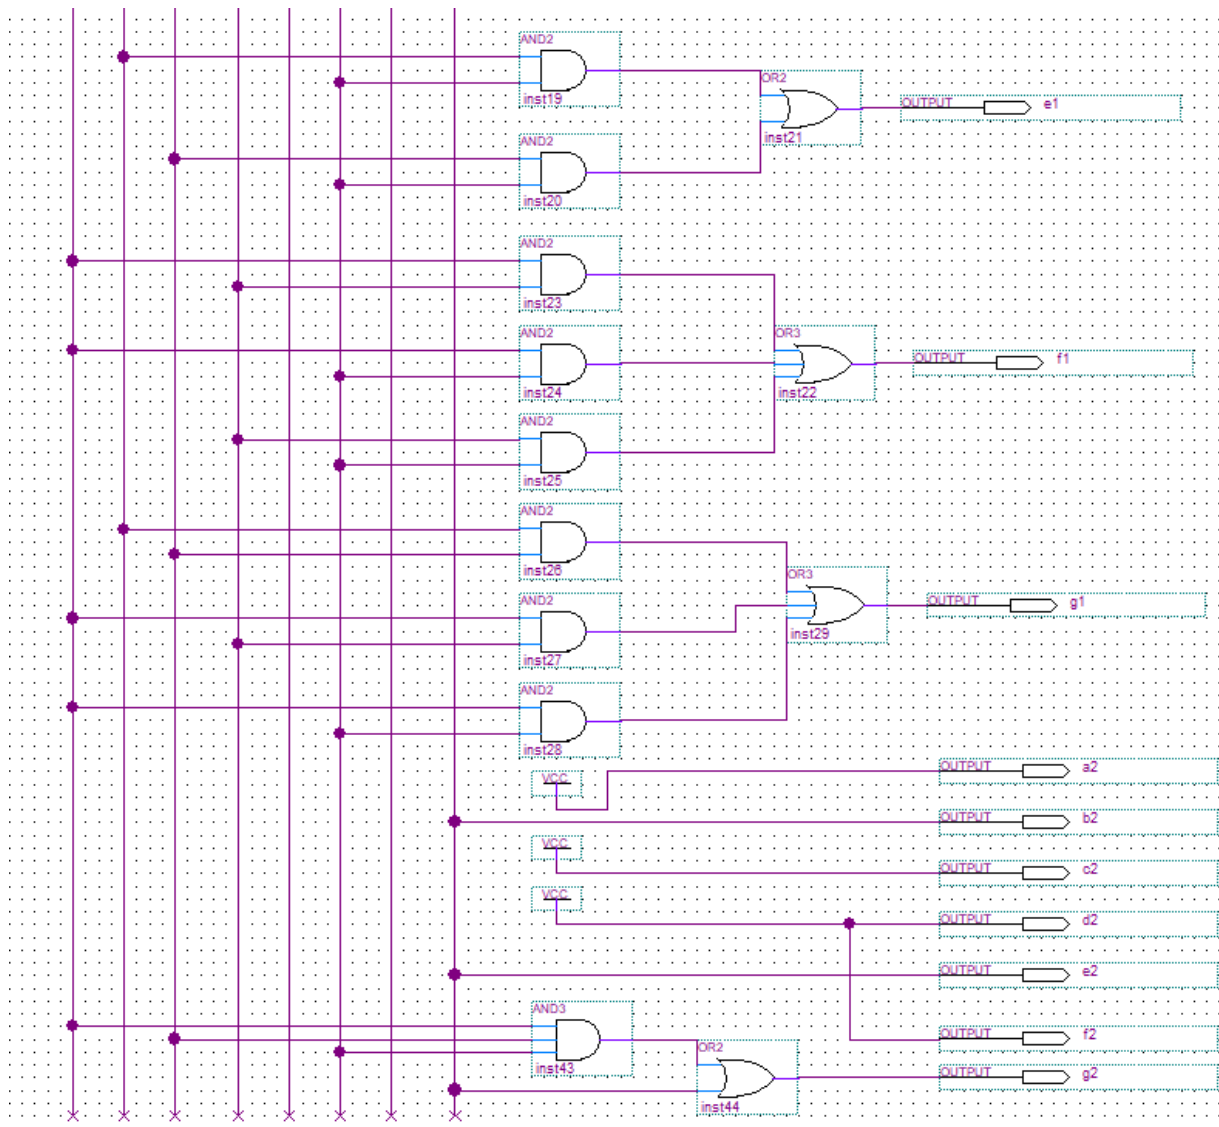 AND2
inst19
OR2
inst21
OUTPUT
e1
AND2
inst20
AND2
inst23
AND2
inst24
OR3
inst22
OUTPUT
f1
AND2
inst25
AND2
inst26
OR3
inst29
OUTPUT
g1
AND2
inst27
AND2
inst28
VCC
OUTPUT
a2
OUTPUT
b2
VCC
OUTPUT
c2
VCC
OUTPUT
d2
OUTPUT
e2
AND3
inst43
OUTPUT
f2
OR2
inst44
OUTPUT
g2